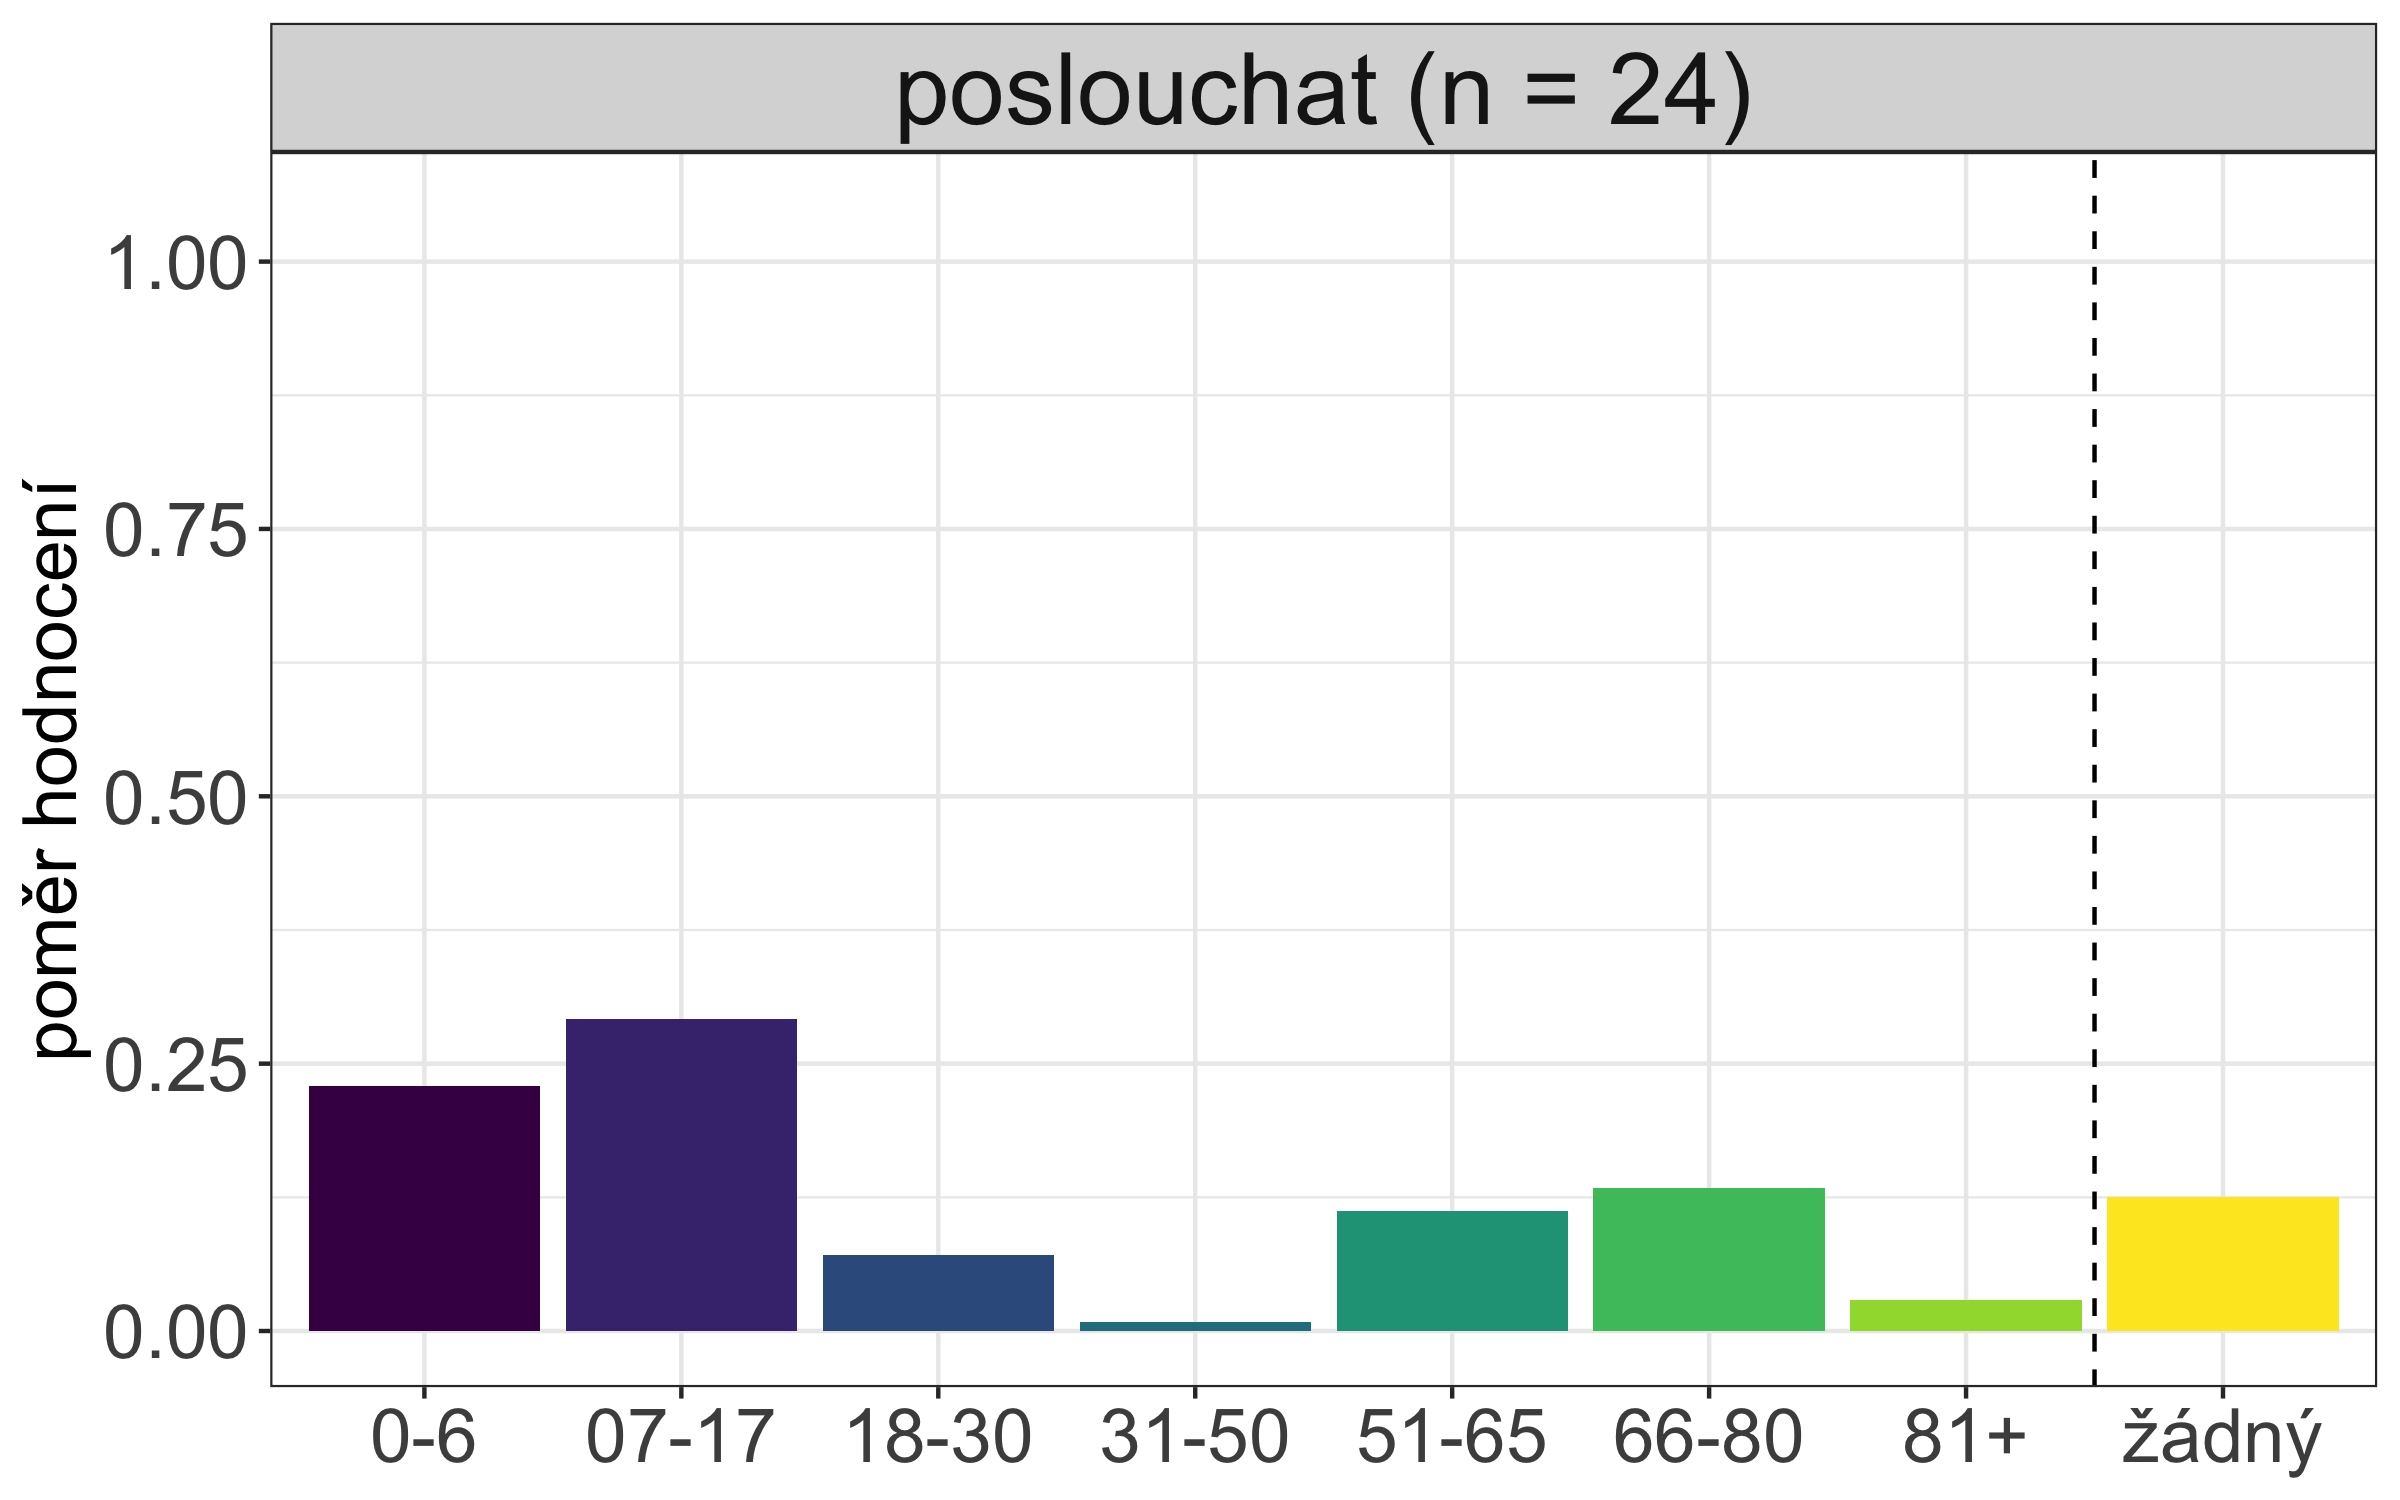 poslouchat (n = 24)
poměr hodnocení
1.00
0.75
0.50
0.25
0.00
0-6 07-17 18-30 31-50 51-65 66-80 81+ žádný